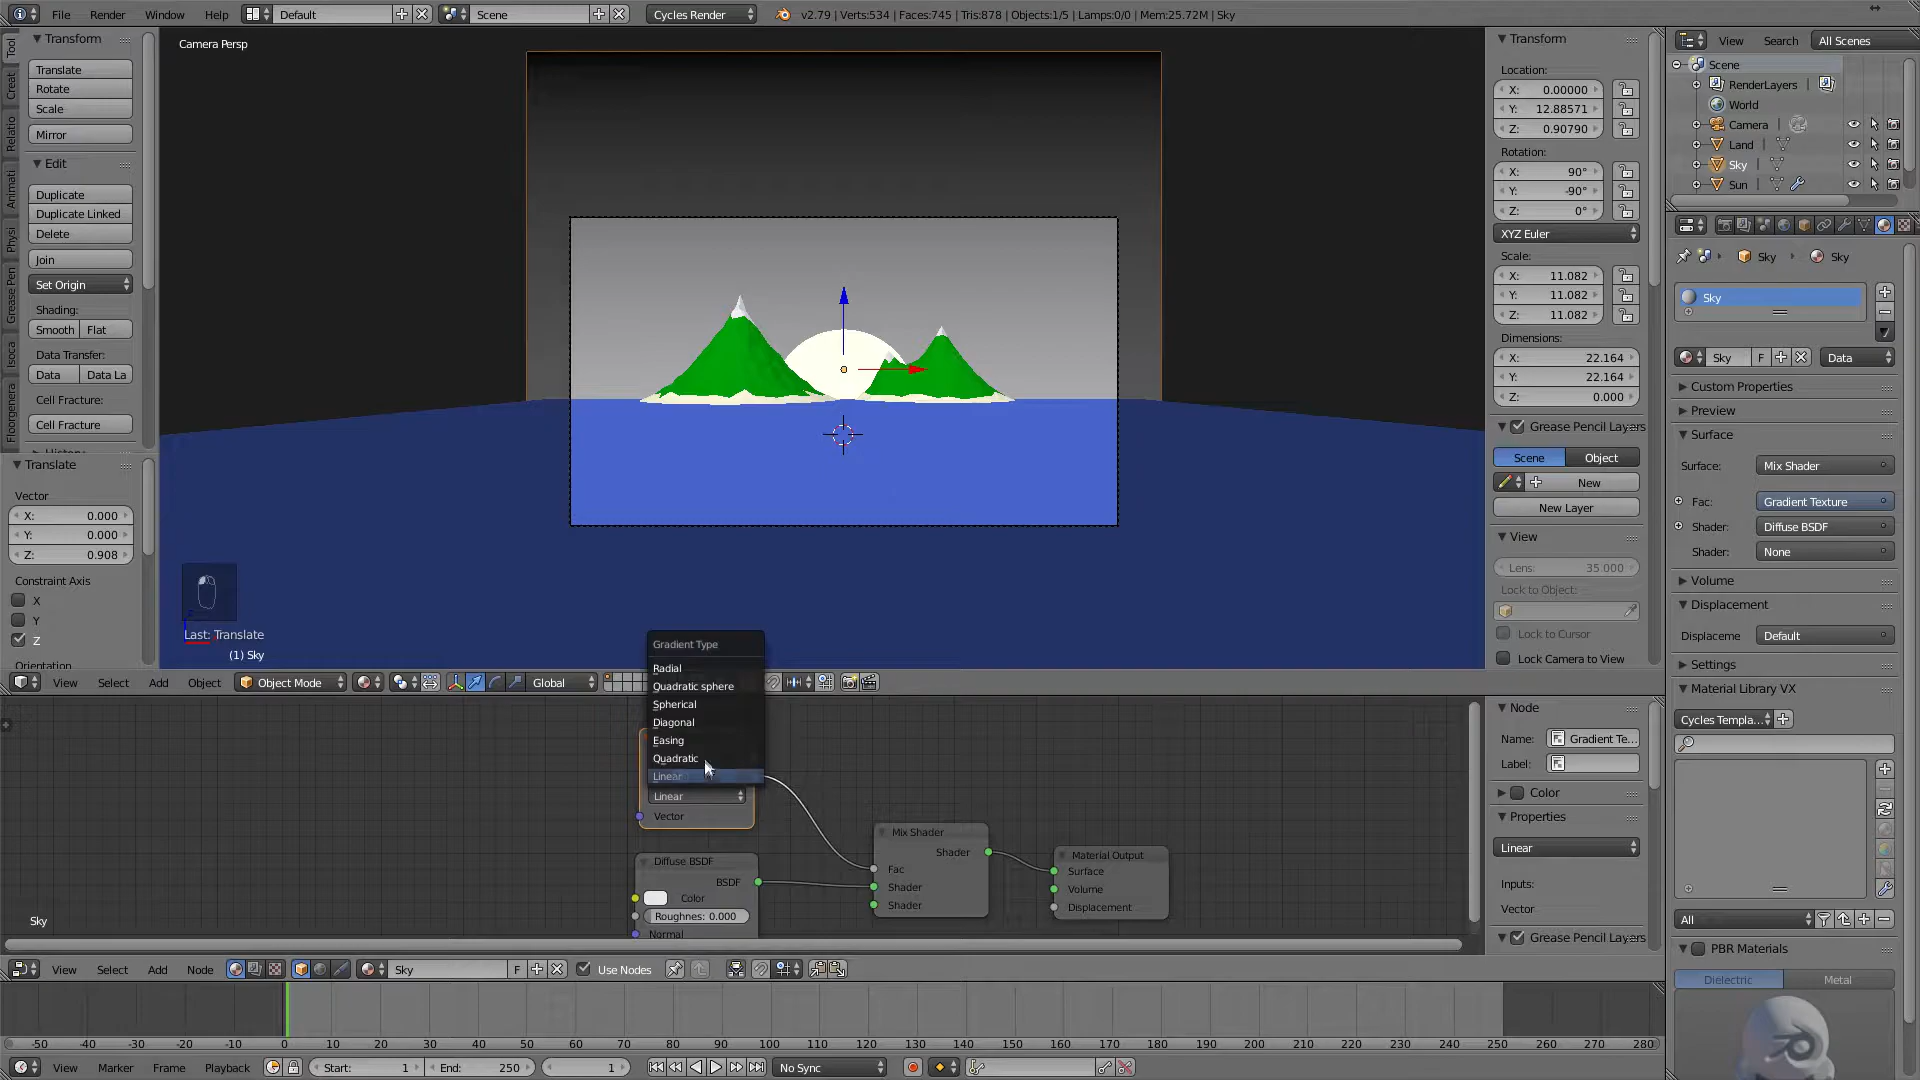 File Render Window Help Default Scene Cycles Render v2.79 | Verts:534 | Faces:745 | Tris:878 | Objects:1/5 | Lamps:0/0 | Mem:25.72M | Sky
Camera Persp
Tool
Creat
Relatio
Animati
Physi
Grease Pen
Isoca
Floorgenera
Transform
Translate
Rotate
Scale
Mirror
Edit
Duplicate
Duplicate Linked
Delete
Join
Set Origin
Shading:
Smooth Flat
Data Transfer:
Data Data La
Cell Fracture:
Cell Fracture
Translate
Vector
X: 0.000
Y: 0.000
Z: 0.908
Constraint Axis
X
Y
Z
Orientation
Last: Translate
(1) Sky
Transform
Location:
X: 0.00000
Y: 12.88571
Z: 0.90790
Rotation:
X: 90°
Y: -90°
Z: 0°
XYZ Euler
Scale:
X: 11.082
Y: 11.082
Z: 11.082
Dimensions:
X: 22.164
Y: 22.164
Z: 0.000
Grease Pencil Layers
Scene Object
New
New Layer
View
Lens: 35.000
Lock to Object:
Lock to Cursor
Lock Camera to View
View Search All Scenes
Scene
RenderLayers |
World
Camera |
Land |
Sky |
Sun |
Sky Sky
Sky
Sky F Data
Custom Properties
Preview
Surface
Surface: Mix Shader
Fac: Gradient Texture
Shader: Diffuse BSDF
Shader: None
Volume
Displacement
Displaceme Default
Settings
Material Library VX
Cycles Templa...
All
PBR Materials
Dielectric Metal
View Select Add Object Object Mode Global
Gradient Type
Radial
Quadratic sphere
Spherical
Diagonal
Easing
Quadratic
Linear
Linear
Vector
Diffuse BSDF
BSDF
Color
Roughness: 0.000
Normal
Mix Shader
Shader
Fac
Shader
Shader
Material Output
Surface
Volume
Displacement
Sky
Node
Name: Gradient Te...
Label:
Color
Properties
Linear
Inputs:
Vector
Grease Pencil Layers
View Select Add Node Sky F Use Nodes
-50 -40 -30 -20 -10 0 10 20 30 40 50 60 70 80 90 100 110 120 130 140 150 160 170 180 190 200 210 220 230 240 250 260 270 280
View Marker Frame Playback Start: 1 End: 250 1 No Sync